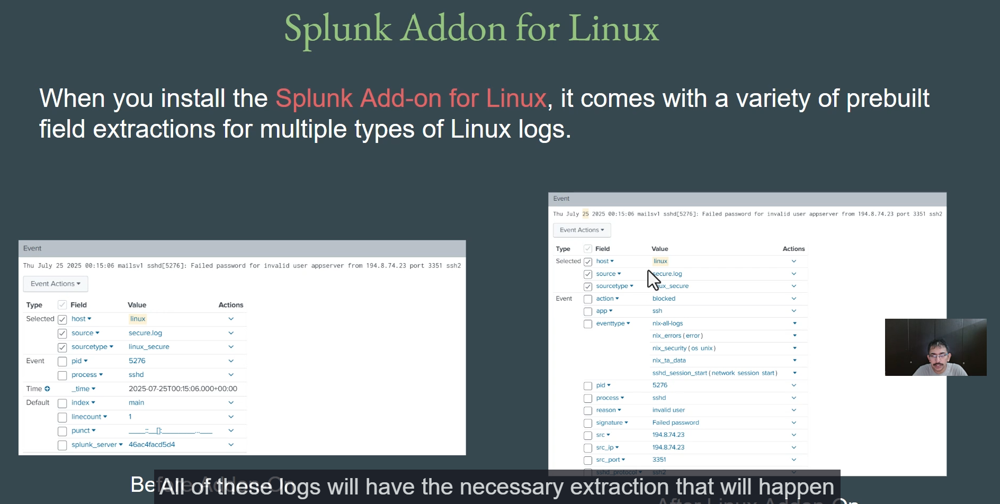 Splunk Addon for Linux
When you install the Splunk Add-on for Linux, it comes with a variety of prebuilt
field extractions for multiple types of Linux logs.
Event
Thu July 25 2025 00:15:06 mailsv1 sshd[5276]: Failed password for invalid user appserver from 194.8.74.23 port 3351 ssh2
Event Actions
Type Field Value Actions
Selected host linux
source secure.log
sourcetype linux_secure
Event pid 5276
process sshd
Time _time 2025-07-25T00:15:06.000+00:00
Default index main
linecount 1
punct
splunk_server 46ac4facd5d4
Before Addon On
Event
Thu July 25 2025 00:15:06 mailsv1 sshd[5276]: Failed password for invalid user appserver from 194.8.74.23 port 3351 ssh2
Event Actions
Type Field Value Actions
Selected host linux
source secure.log
sourcetype ux_secure
Event action blocked
app ssh
eventtype nix-all-logs
nix_errors ( error )
nix_security ( os unix )
nix_ta_data
sshd_session_start ( network session start )
pid 5276
process sshd
reason invalid user
signature Failed password
src 194.8.74.23
src_ip 194.8.74.23
src_port 3351
sshd_protocol ssh2
After Linux Addon On
All of these logs will have the necessary extraction that will happen